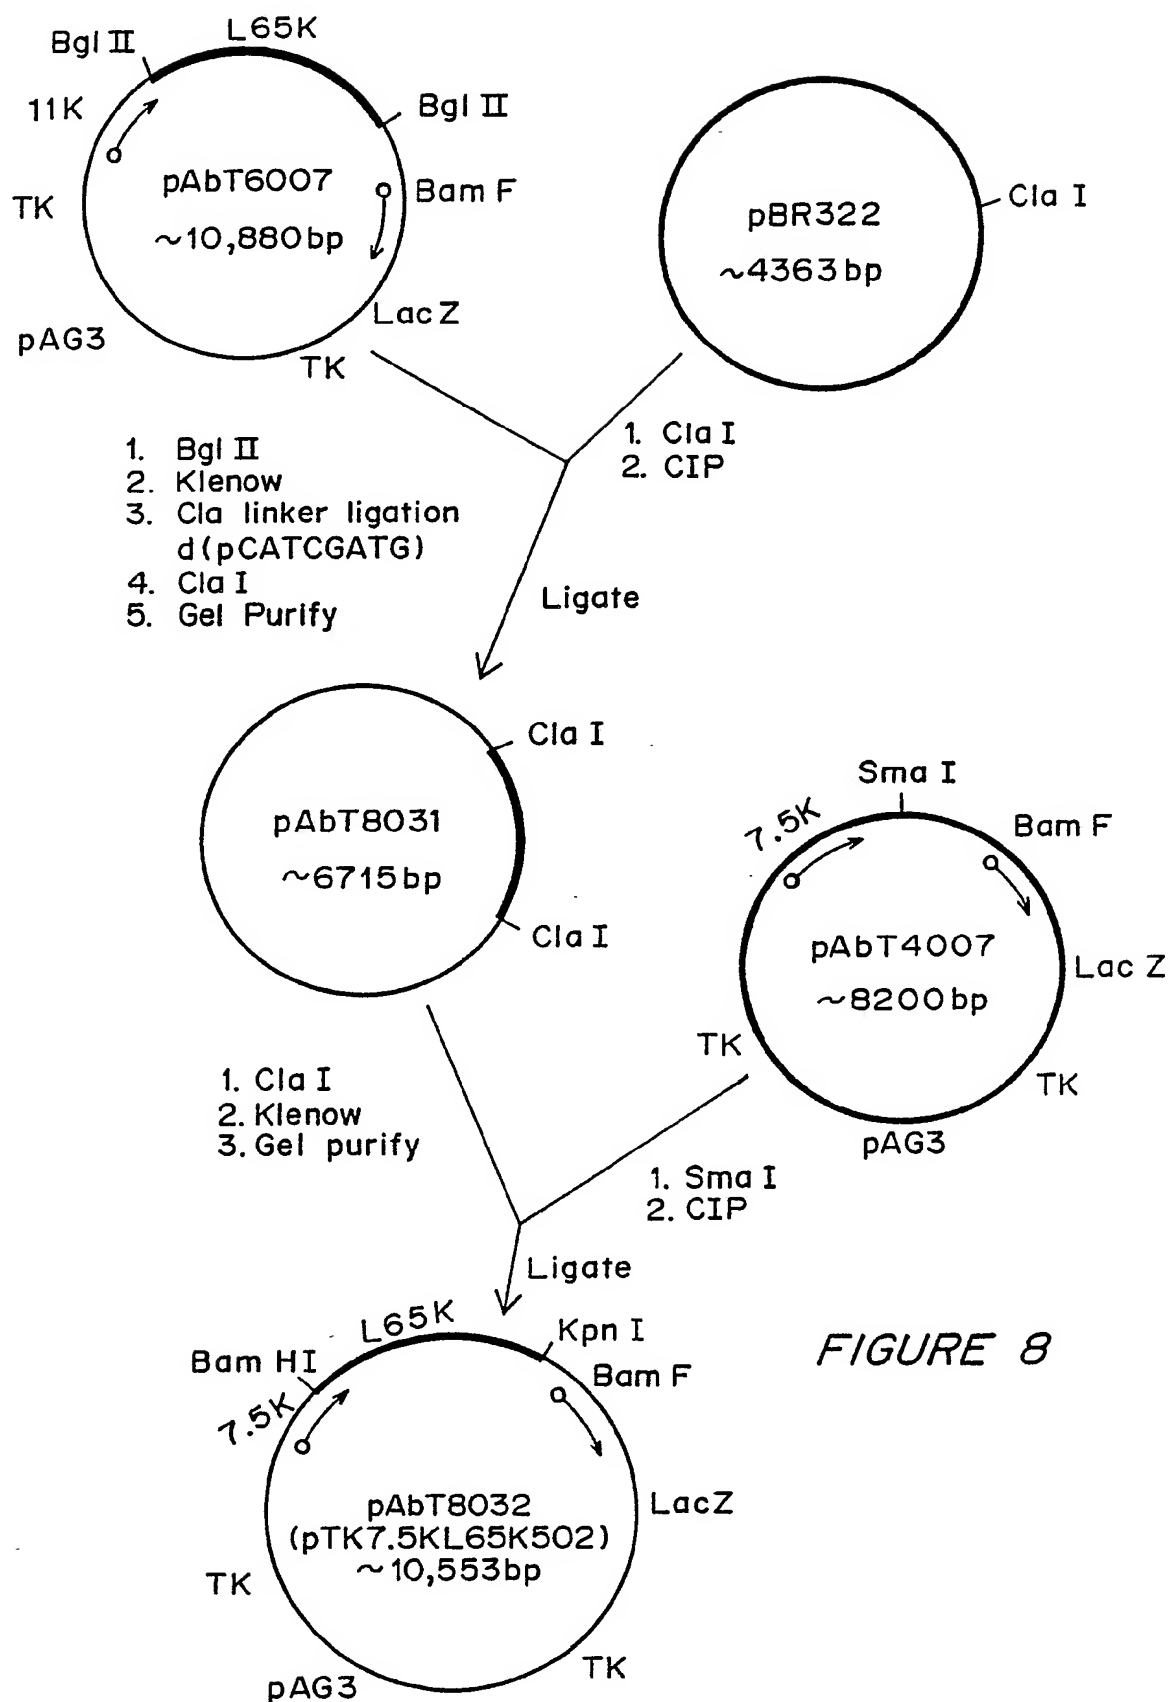 L65K
Bgl II
11K
Bgl II
pAbT6007
~10,880bp
Bam F
TK
pAG3
LacZ
TK
pBR322
~4363bp
Cla I
1. Bgl II
2. Klenow
3. Cla linker ligation
d(pCATCGATG)
4. Cla I
5. Gel Purify
1. Cla I
2. CIP
Ligate
Cla I
pAbT8031
~6715bp
Cla I
Sma I
7.5K
Bam F
pAbT4007
~8200bp
Lac Z
TK
TK
pAG3
1. Cla I
2. Klenow
3. Gel purify
1. Sma I
2. CIP
Ligate
L65K
Kpn I
Bam HI
Bam F
7.5K
pAbT8032
(pTK7.5KL65K502)
~10,553bp
LacZ
TK
TK
pAG3
FIGURE 8